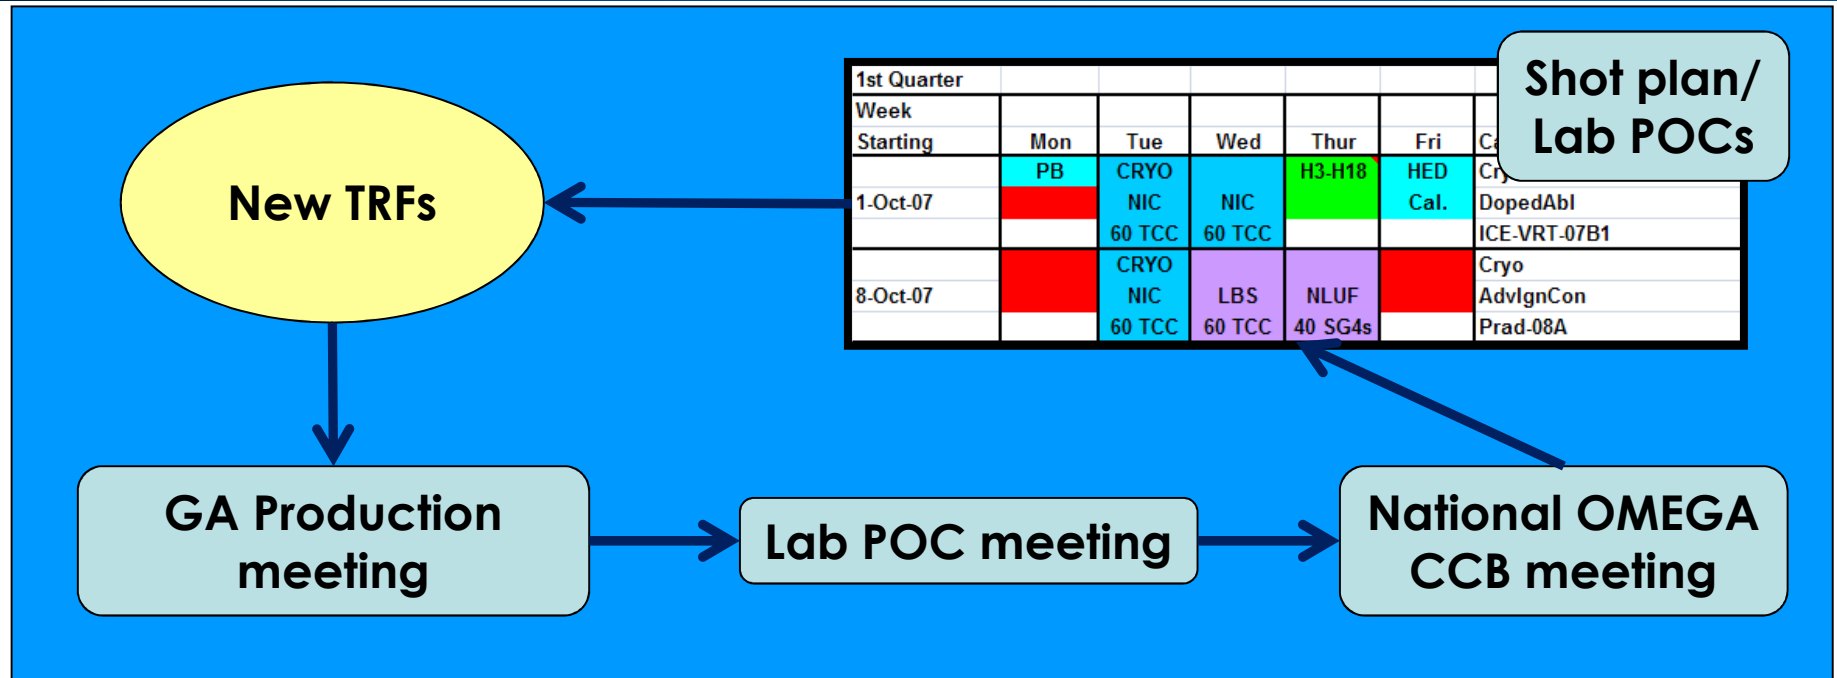 1st Quarter
Week
Starting Mon Tue Wed Thur Fri
PB CRYO H3-H18 HED
1-Oct-07 NIC NIC Cal. DopedAbl
60 TCC 60 TCC ICE-VRT-07B1
CRYO Cryo
8-Oct-07 NIC LBS NLUF AdvIgnCon
60 TCC 60 TCC 40 SG4s Prad-08A
Shot plan/
Lab POCs
New TRFs
GA Production
meeting
Lab POC meeting
National OMEGA
CCB meeting